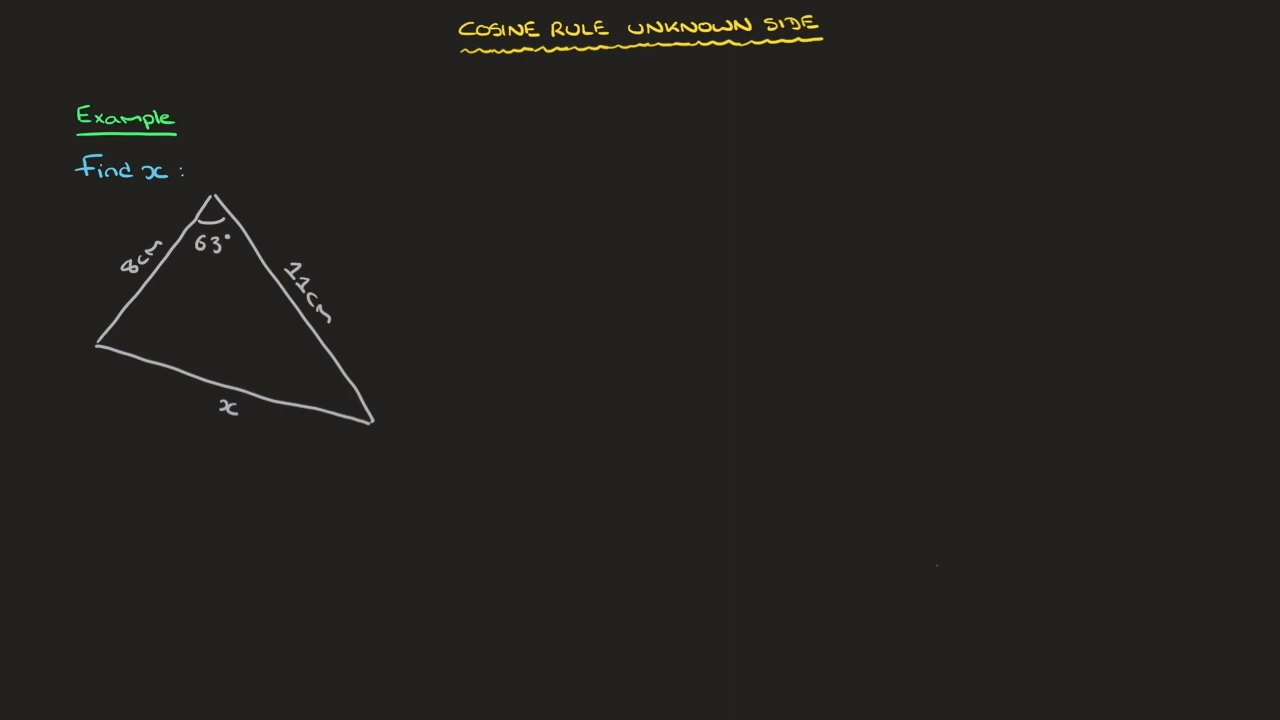 COSINE RULE UNKNOWN SIDE
Example
Find x :
63°
8cm
11cm
x